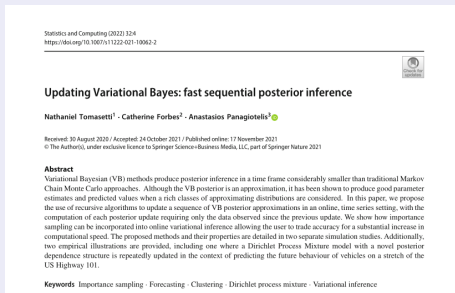 Statistics and Computing (2022) 32:4
https://doi.org/10.1007/s11222-021-10062-2
Check for
updates
Updating Variational Bayes: fast sequential posterior inference
Nathaniel Tomasetti1 · Catherine Forbes2 · Anastasios Panagiotelis3
Received: 30 August 2020 / Accepted: 24 October 2021 / Published online: 17 November 2021
© The Author(s), under exclusive licence to Springer Science+Business Media, LLC, part of Springer Nature 2021
Abstract
Variational Bayesian (VB) methods produce posterior inference in a time frame considerably smaller than traditional Markov
Chain Monte Carlo approaches. Although the VB posterior is an approximation, it has been shown to produce good parameter
estimates and predicted values when a rich classes of approximating distributions are considered. In this paper, we propose
the use of recursive algorithms to update a sequence of VB posterior approximations in an online, time series setting, with the
computation of each posterior update requiring only the data observed since the previous update. We show how importance
sampling can be incorporated into online variational inference allowing the user to trade accuracy for a substantial increase in
computational speed. The proposed methods and their properties are detailed in two separate simulation studies. Additionally,
two empirical illustrations are provided, including one where a Dirichlet Process Mixture model with a novel posterior
dependence structure is repeatedly updated in the context of predicting the future behaviour of vehicles on a stretch of the
US Highway 101.
Keywords Importance sampling · Forecasting · Clustering · Dirichlet process mixture · Variational inference